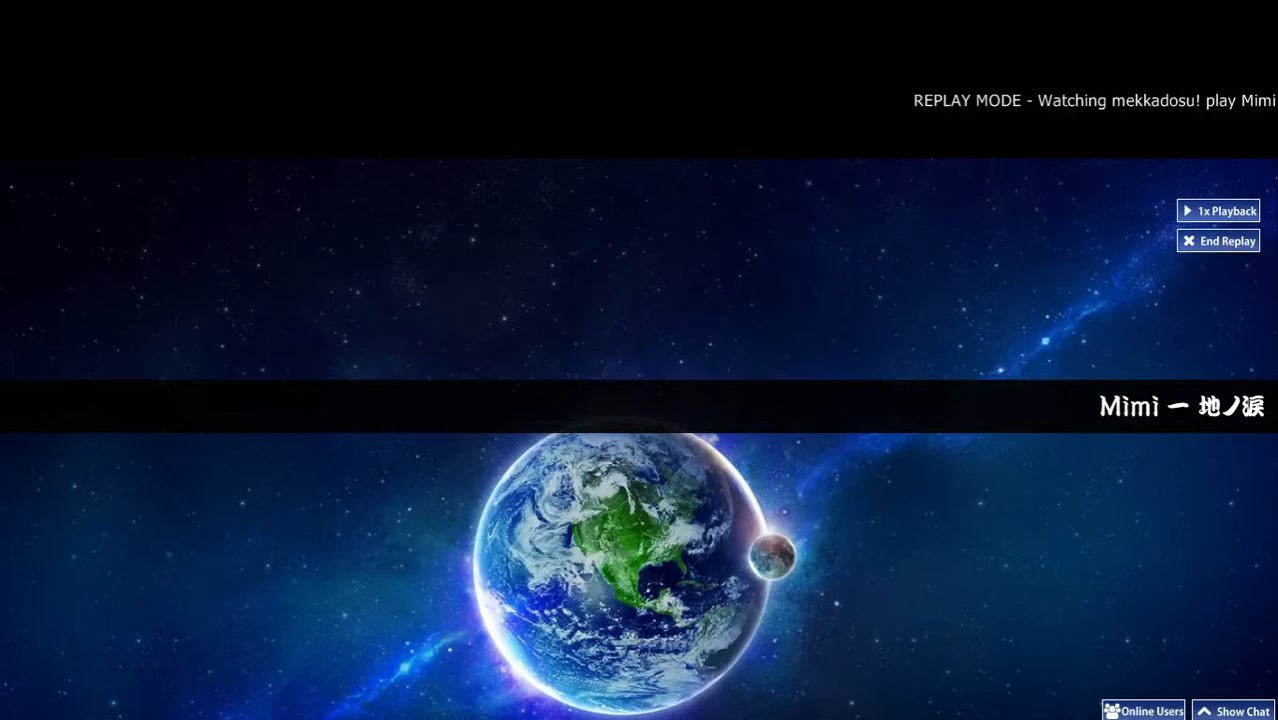 REPLAY MODE - Watching mekkadosu! play Mimi
1x Playback
End Replay
Mimi ー 地ノ涙
Online Users
Show Chat